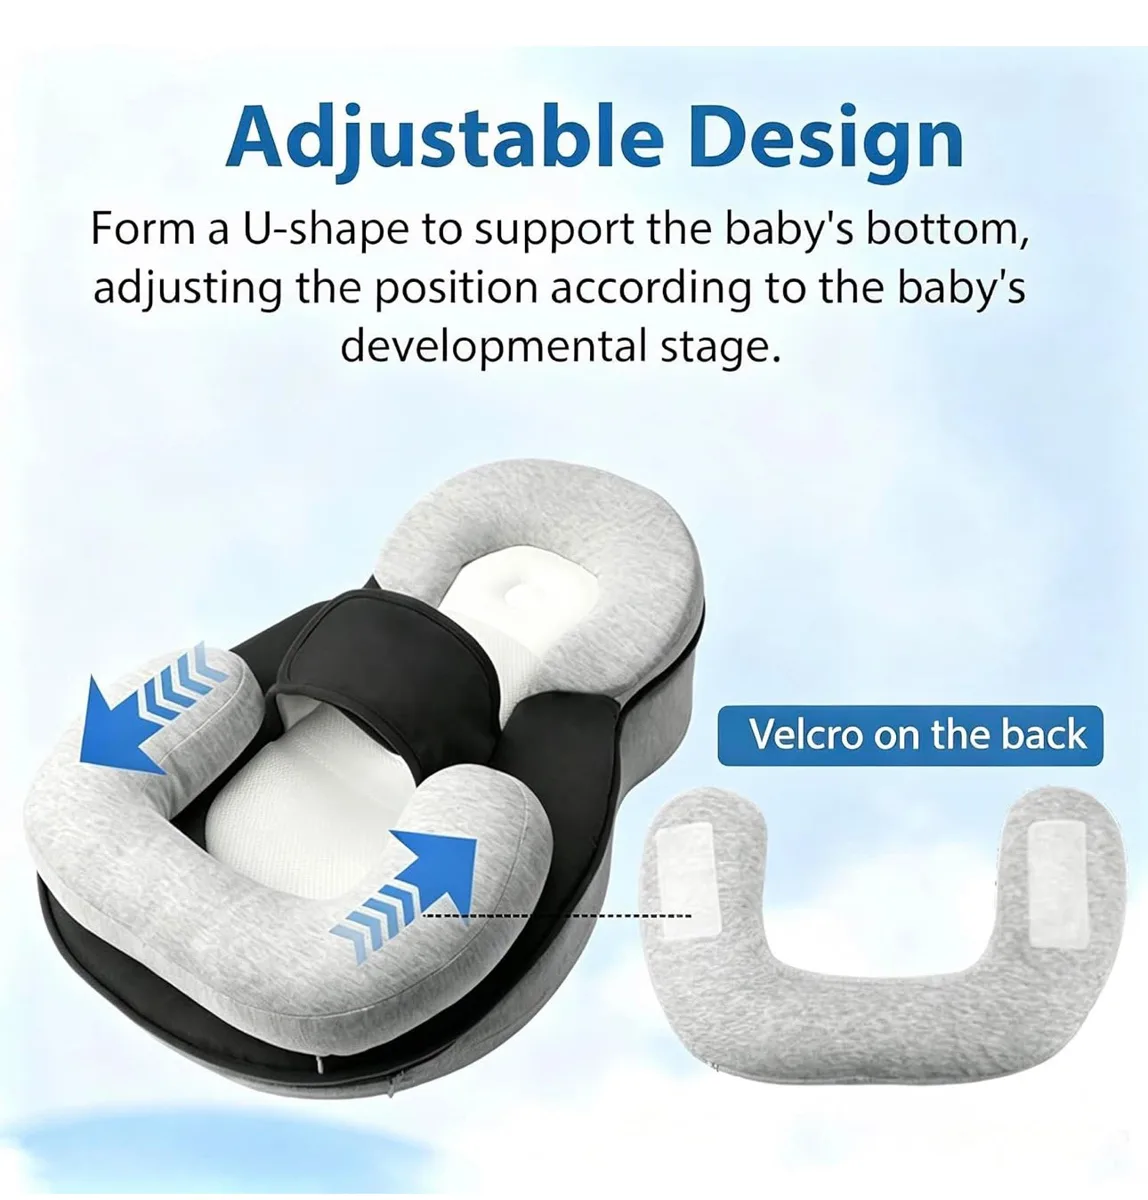 Adjustable Design
Form a U-shape to support the baby's bottom,
adjusting the position according to the baby's
developmental stage.
Velcro on the back